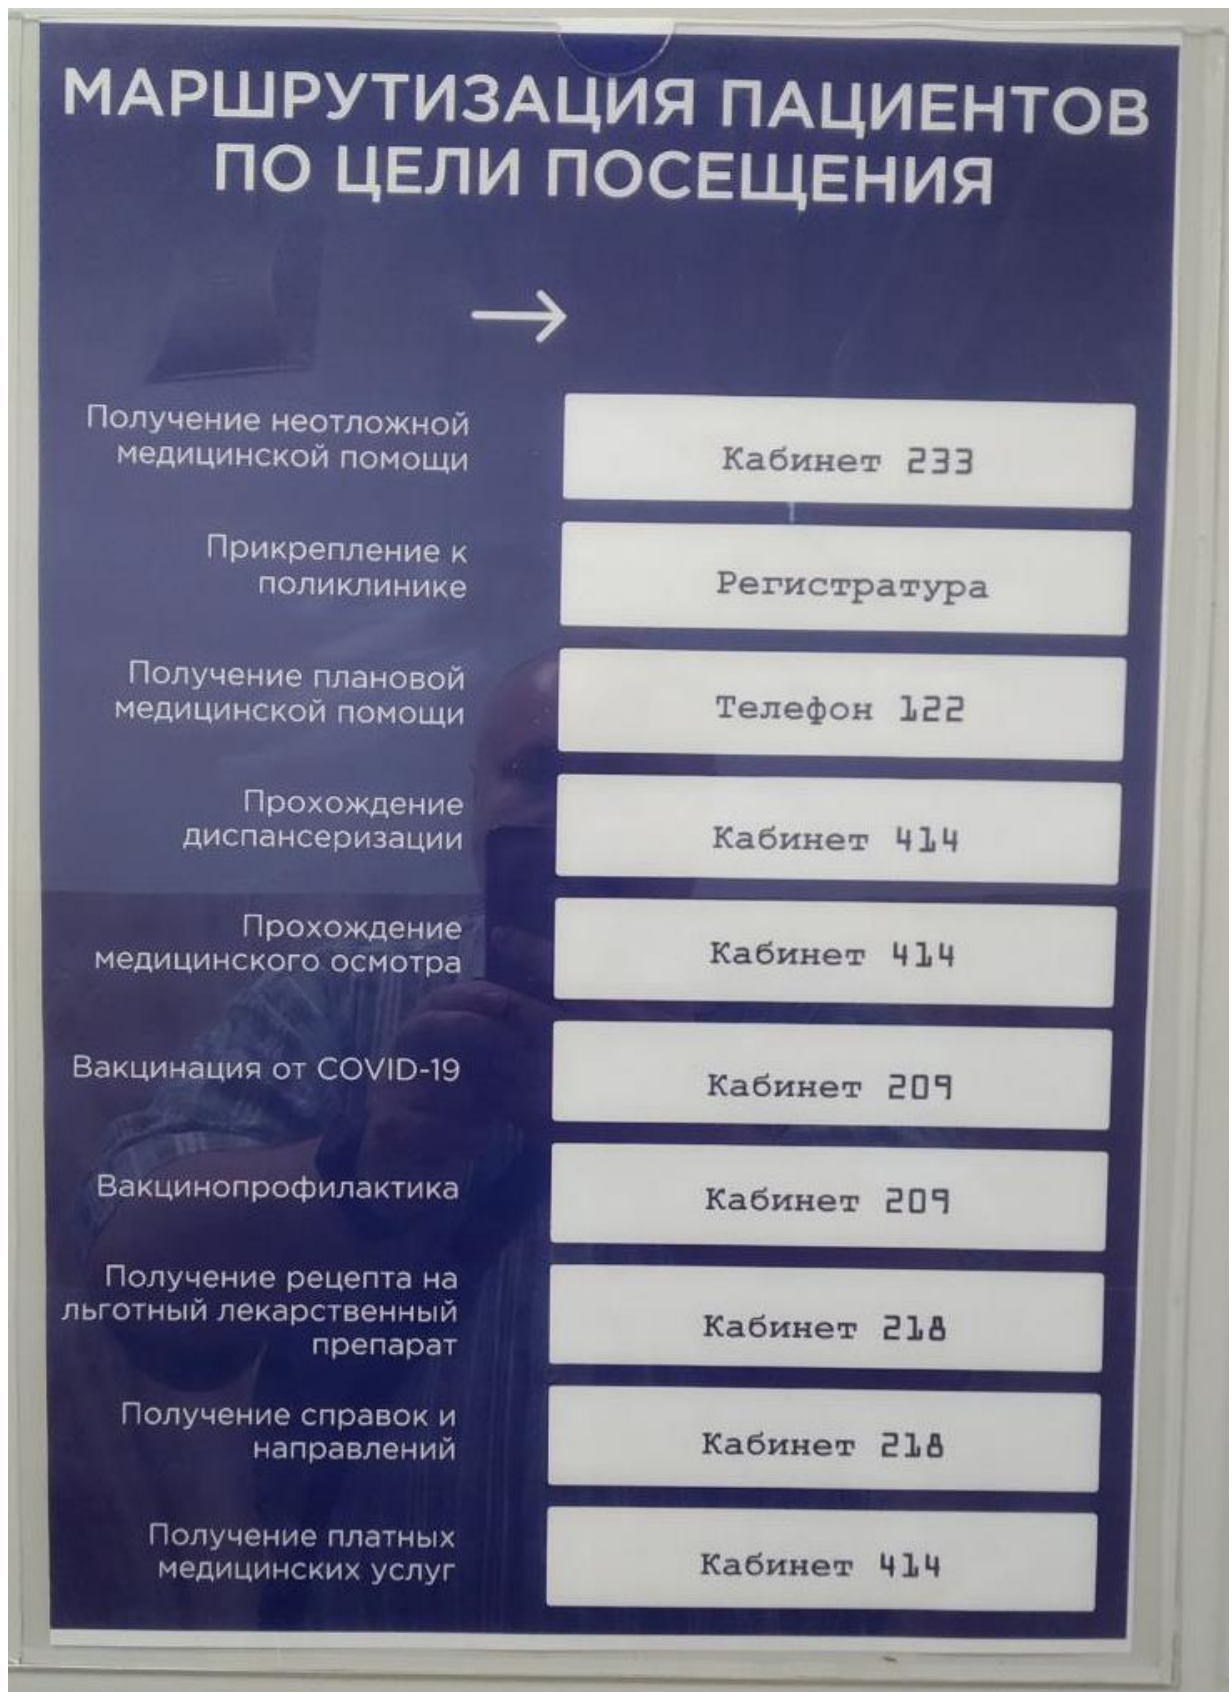 МАРШРУТИЗАЦИЯ ПАЦИЕНТОВ
ПО ЦЕЛИ ПОСЕЩЕНИЯ
Получение неотложной
медицинской помощи
Кабинет 233
Прикрепление к
поликлинике
Регистратура
Получение плановой
медицинской помощи
Телефон 122
Прохождение
диспансеризации
Кабинет 414
Прохождение
медицинского осмотра
Кабинет 414
Вакцинация от COVID-19
Кабинет 209
Вакцинопрофилактика
Кабинет 209
Получение рецепта на
льготный лекарственный
препарат
Кабинет 218
Получение справок и
направлений
Кабинет 218
Получение платных
медицинских услуг
Кабинет 414